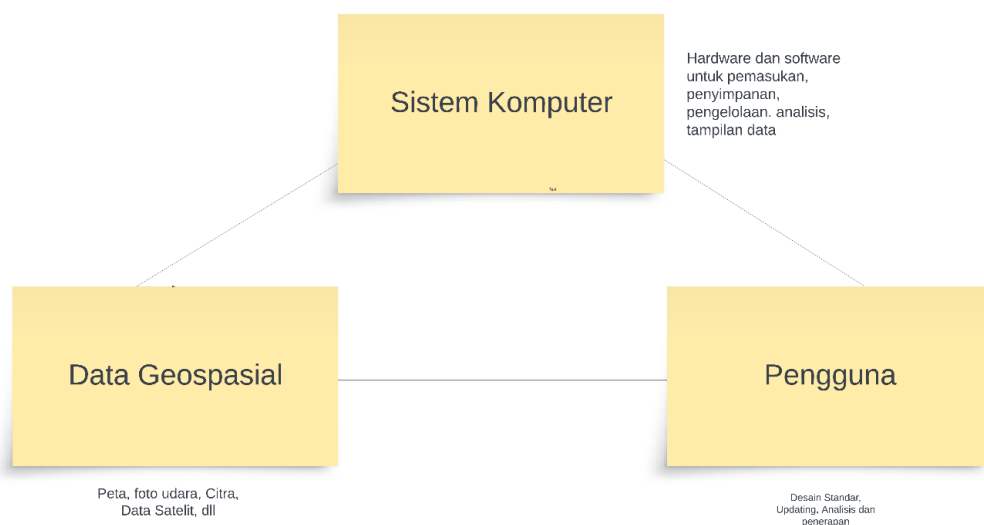 Sistem Komputer
Hardware dan software
untuk pemasukan,
penyimpanan,
pengelolaan. analisis,
tampilan data
Text
Data Geospasial
Pengguna
Peta, foto udara, Citra,
Data Satelit, dll
Desain Standar,
Updating, Analisis dan
penerapan